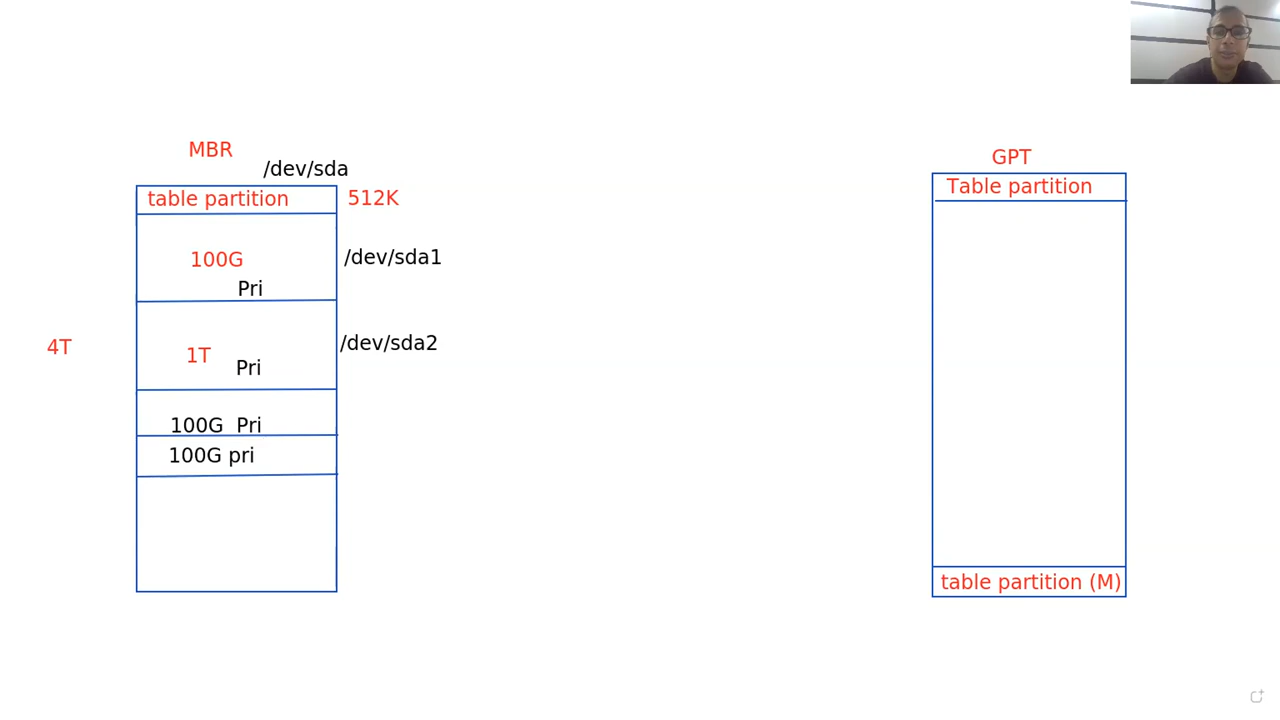 MBR
/dev/sda
table partition
512K
100G
/dev/sda1
Pri
4T
1T
/dev/sda2
Pri
100G Pri
100G pri
GPT
Table partition
table partition (M)